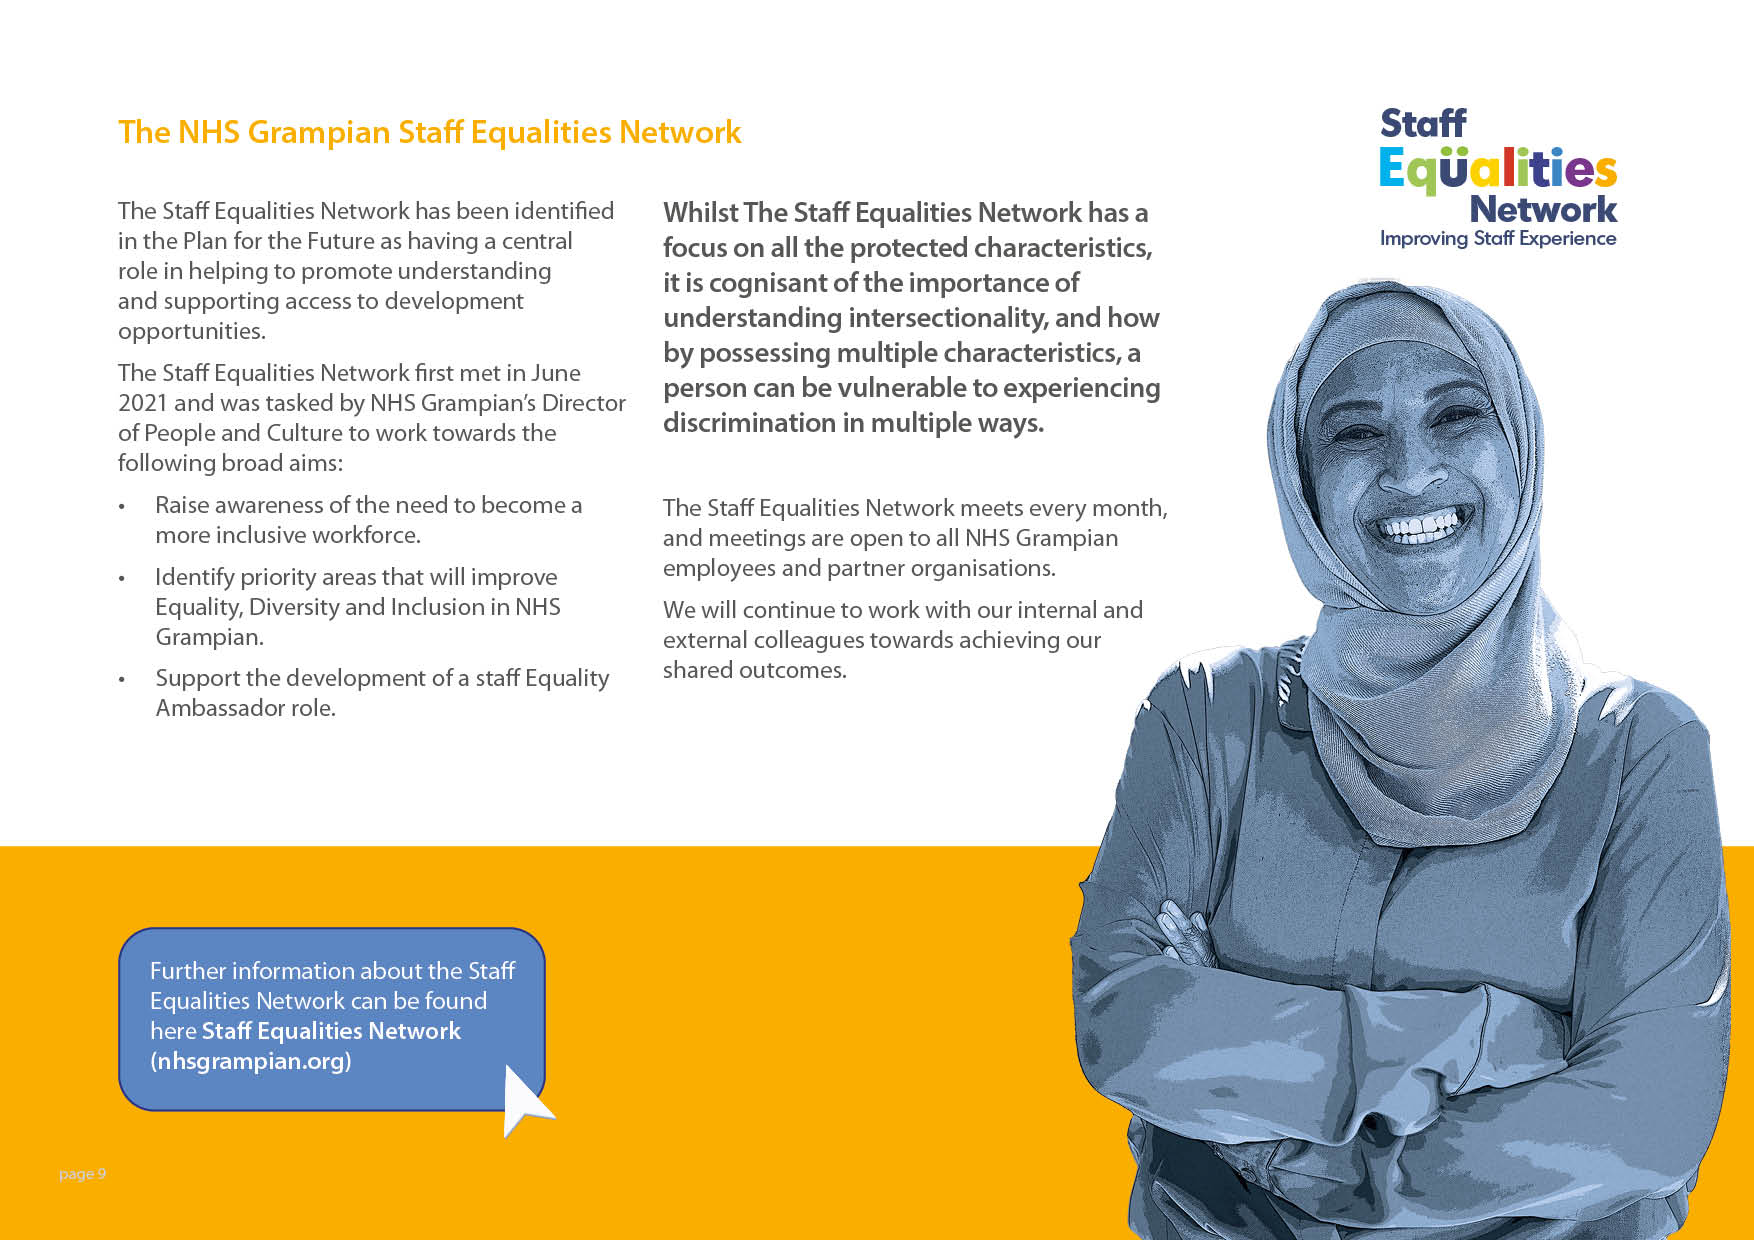 The NHS Grampian Staff Equalities Network
The Staff Equalities Network has been identified
in the Plan for the Future as having a central
role in helping to promote understanding
and supporting access to development
opportunities.
The Staff Equalities Network first met in June
2021 and was tasked by NHS Grampian's Director
of People and Culture to work towards the
following broad aims:
• Raise awareness of the need to become a
more inclusive workforce.
• Identify priority areas that will improve
Equality, Diversity and Inclusion in NHS
Grampian.
• Support the development of a staff Equality
Ambassador role.
Whilst The Staff Equalities Network has a
focus on all the protected characteristics,
it is cognisant of the importance of
understanding intersectionality, and how
by possessing multiple characteristics, a
person can be vulnerable to experiencing
discrimination in multiple ways.
The Staff Equalities Network meets every month,
and meetings are open to all NHS Grampian
employees and partner organisations.
We will continue to work with our internal and
external colleagues towards achieving our
shared outcomes.
Staff
Eqüalities
Network
Improving Staff Experience
Further information about the Staff
Equalities Network can be found
here Staff Equalities Network
(nhsgrampian.org)
page 9